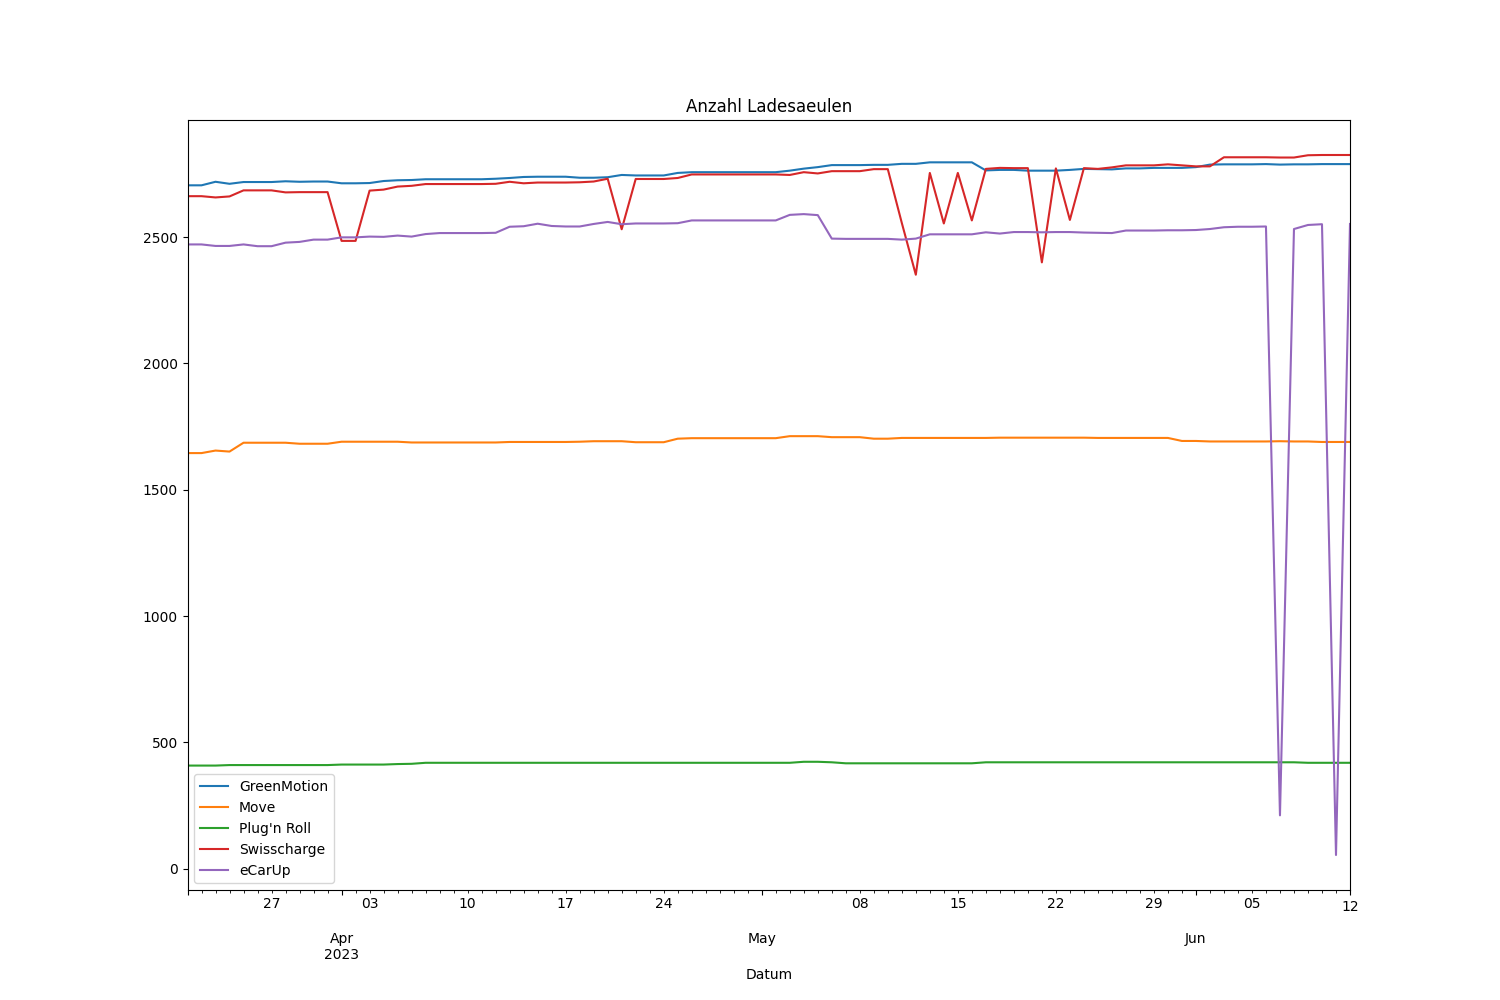 Anzahl Ladesaeulen
2500
2000
1500
1000
500
0
GreenMotion
Move
Plug'n Roll
Swisscharge
eCarUp
27 03 10 17 24 08 15 22 29 05 12
Apr May Jun
2023
Datum